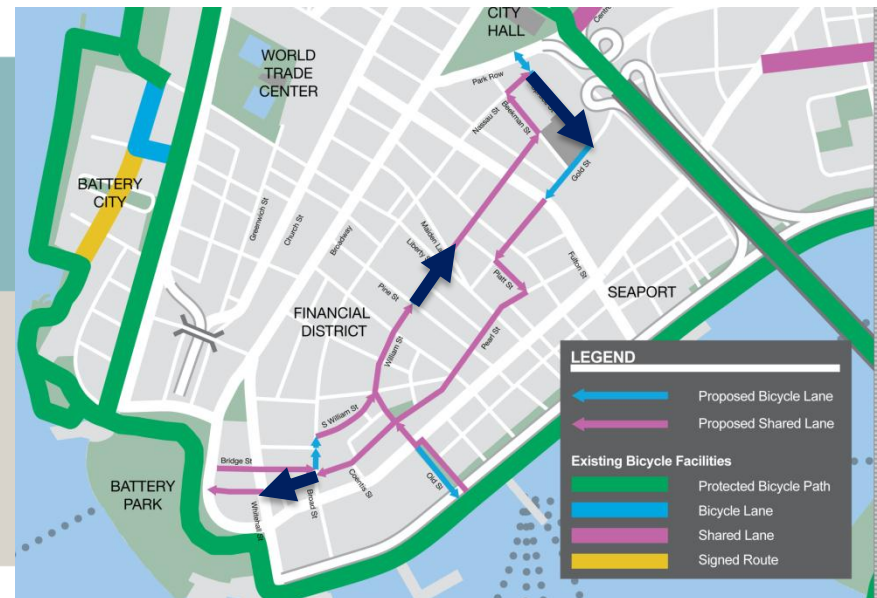 CITY
HALL
Centre
WORLD
TRADE
CENTER
Park Row
Nassau St
Beekman St
Gold St
BATTERY
CITY
Greenwich St
Church St
Broadway
Maiden La
Liberty
Platt St
Fulton St
Pine St
SEAPORT
FINANCIAL
DISTRICT
William St
Pearl St
S William St
Bridge St
Coenties St
Old Sl
BATTERY
PARK
Broad St
Whitehall St
LEGEND
Proposed Bicycle Lane
Proposed Shared Lane
Existing Bicycle Facilities
Protected Bicycle Path
Bicycle Lane
Shared Lane
Signed Route